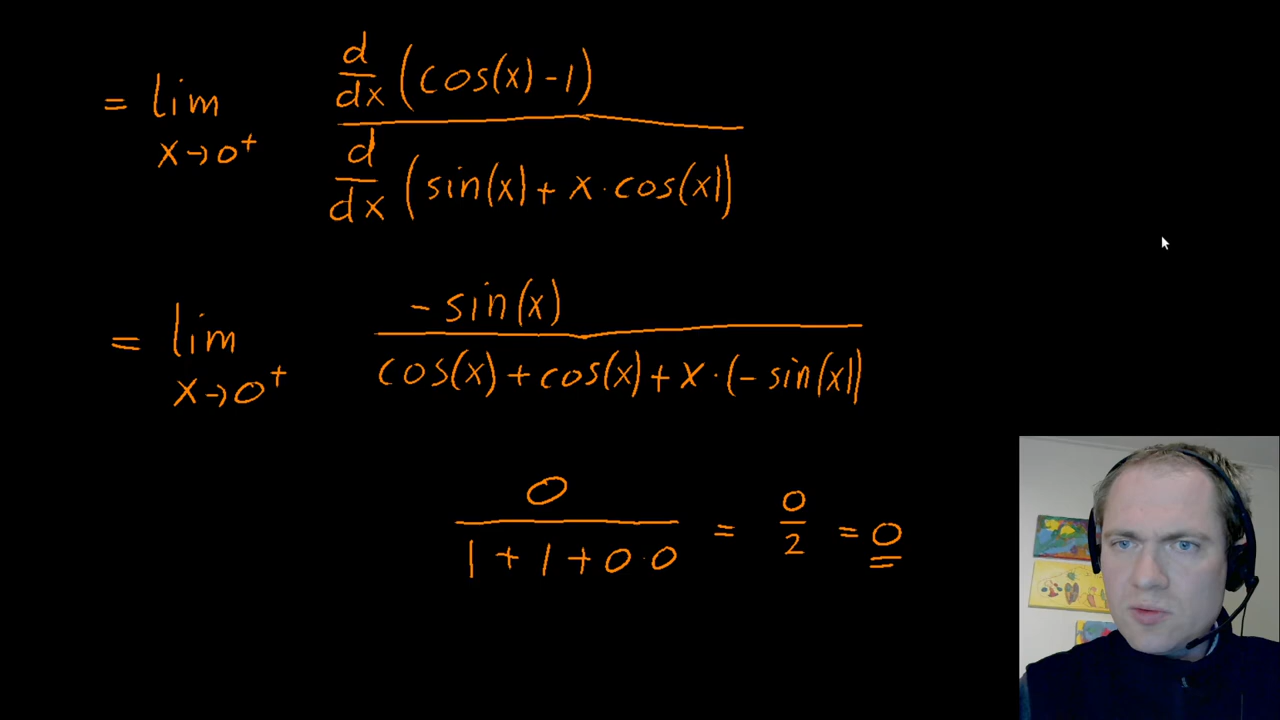 = lim x→0⁺ d/dx (cos(x) - 1) / d/dx (sin(x) + x · cos(x))
= lim x→0⁺ -sin(x) / cos(x) + cos(x) + x · (- sin(x))
0 / 1 + 1 + 0 · 0 = 0/2 = 0